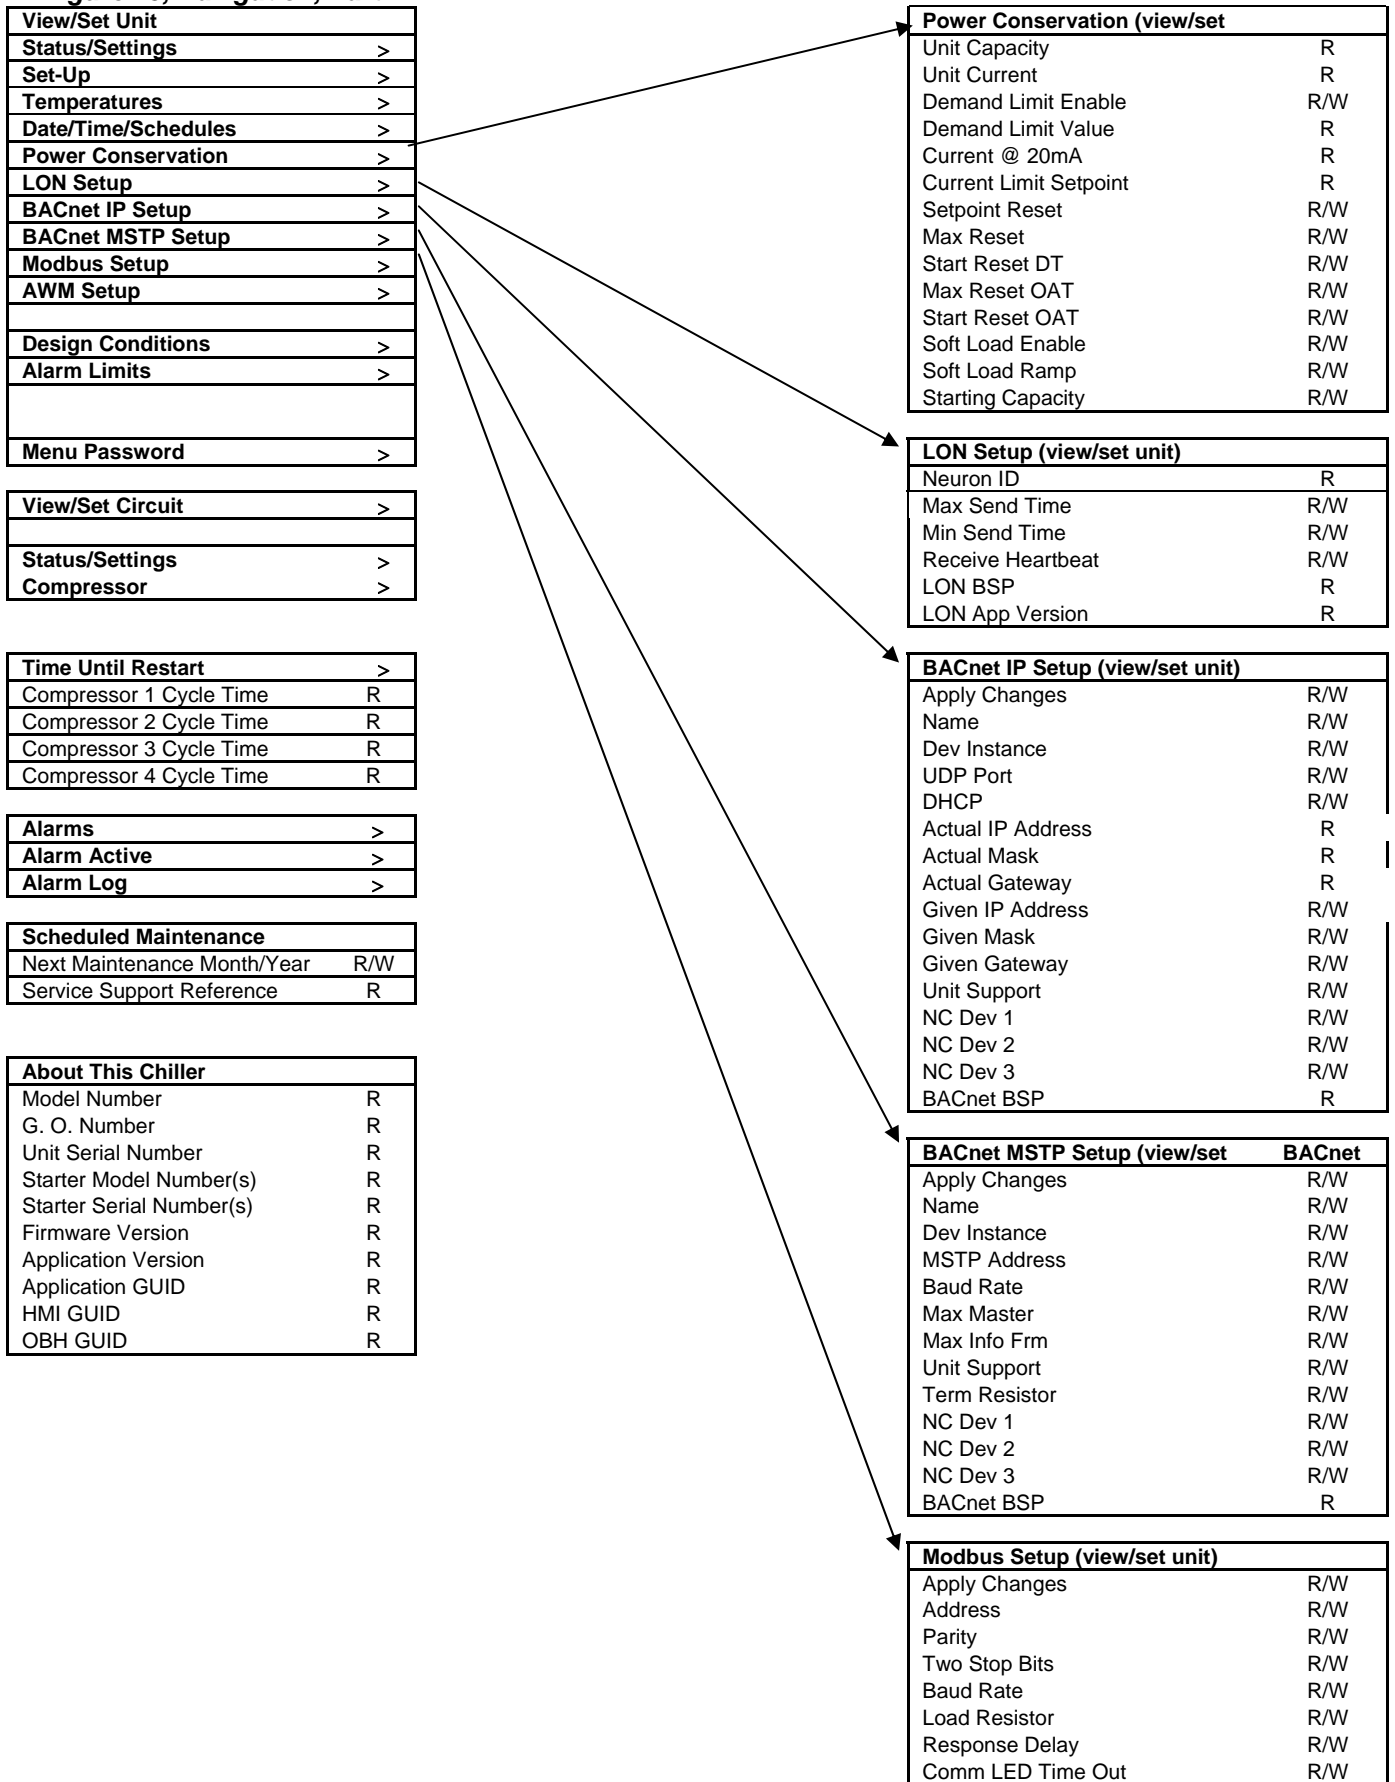 View/Set Unit
Status/Settings >
Set-Up >
Temperatures >
Date/Time/Schedules >
Power Conservation >
LON Setup >
BACnet IP Setup >
BACnet MSTP Setup >
Modbus Setup >
AWM Setup >
Design Conditions >
Alarm Limits >
Menu Password >
View/Set Circuit >
Status/Settings >
Compressor >
Time Until Restart >
Compressor 1 Cycle Time R
Compressor 2 Cycle Time R
Compressor 3 Cycle Time R
Compressor 4 Cycle Time R
Alarms >
Alarm Active >
Alarm Log >
Scheduled Maintenance
Next Maintenance Month/Year R/W
Service Support Reference R
About This Chiller
Model Number R
G. O. Number R
Unit Serial Number R
Starter Model Number(s) R
Starter Serial Number(s) R
Firmware Version R
Application Version R
Application GUID R
HMI GUID R
OBH GUID R
Power Conservation (view/set
Unit Capacity R
Unit Current R
Demand Limit Enable R/W
Demand Limit Value R
Current @ 20mA R
Current Limit Setpoint R
Setpoint Reset R/W
Max Reset R/W
Start Reset DT R/W
Max Reset OAT R/W
Start Reset OAT R/W
Soft Load Enable R/W
Soft Load Ramp R/W
Starting Capacity R/W
LON Setup (view/set unit)
Neuron ID R
Max Send Time R/W
Min Send Time R/W
Receive Heartbeat R/W
LON BSP R
LON App Version R
BACnet IP Setup (view/set unit)
Apply Changes R/W
Name R/W
Dev Instance R/W
UDP Port R/W
DHCP R/W
Actual IP Address R
Actual Mask R
Actual Gateway R
Given IP Address R/W
Given Mask R/W
Given Gateway R/W
Unit Support R/W
NC Dev 1 R/W
NC Dev 2 R/W
NC Dev 3 R/W
BACnet BSP R
BACnet MSTP Setup (view/set BACnet
Apply Changes R/W
Name R/W
Dev Instance R/W
MSTP Address R/W
Baud Rate R/W
Max Master R/W
Max Info Frm R/W
Unit Support R/W
Term Resistor R/W
NC Dev 1 R/W
NC Dev 2 R/W
NC Dev 3 R/W
BACnet BSP R
Modbus Setup (view/set unit)
Apply Changes R/W
Address R/W
Parity R/W
Two Stop Bits R/W
Baud Rate R/W
Load Resistor R/W
Response Delay R/W
Comm LED Time Out R/W